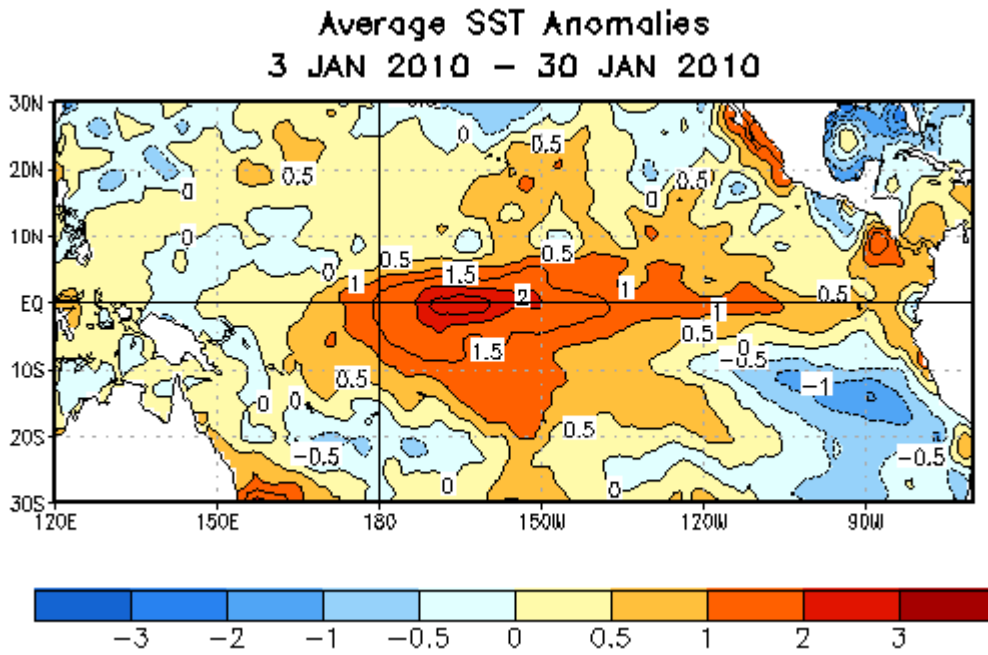 Average SST Anomalies
3 JAN 2010 – 30 JAN 2010
30N
0 0.5 0
20N
0 0.5 0 0.5
10N
0 0.5 0.5
0 1 1.5 1
EQ
2 1 0.5
1.5 0
10S
0.5 -0.5 -1
0 0
20S
0.5
-0.5 -0.5
0 0
30S
120E 150E 180 150W 120W 90W
-3 -2 -1 -0.5 0 0.5 1 2 3